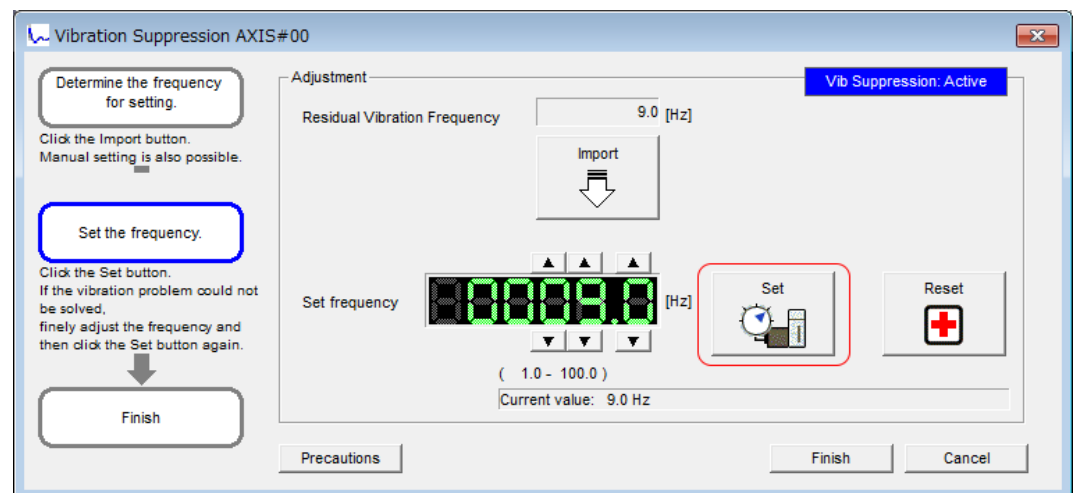 Vibration Suppression AXIS#00
Determine the frequency
for setting.
Click the Import button.
Manual setting is also possible.
Set the frequency.
Click the Set button.
If the vibration problem could not
be solved,
finely adjust the frequency and
then click the Set button again.
Finish
Adjustment
Vib Suppression: Active
Residual Vibration Frequency 9.0 [Hz]
Import
Set frequency 0009.0 [Hz]
Set
Reset
( 1.0 - 100.0 )
Current value: 9.0 Hz
Precautions
Finish
Cancel